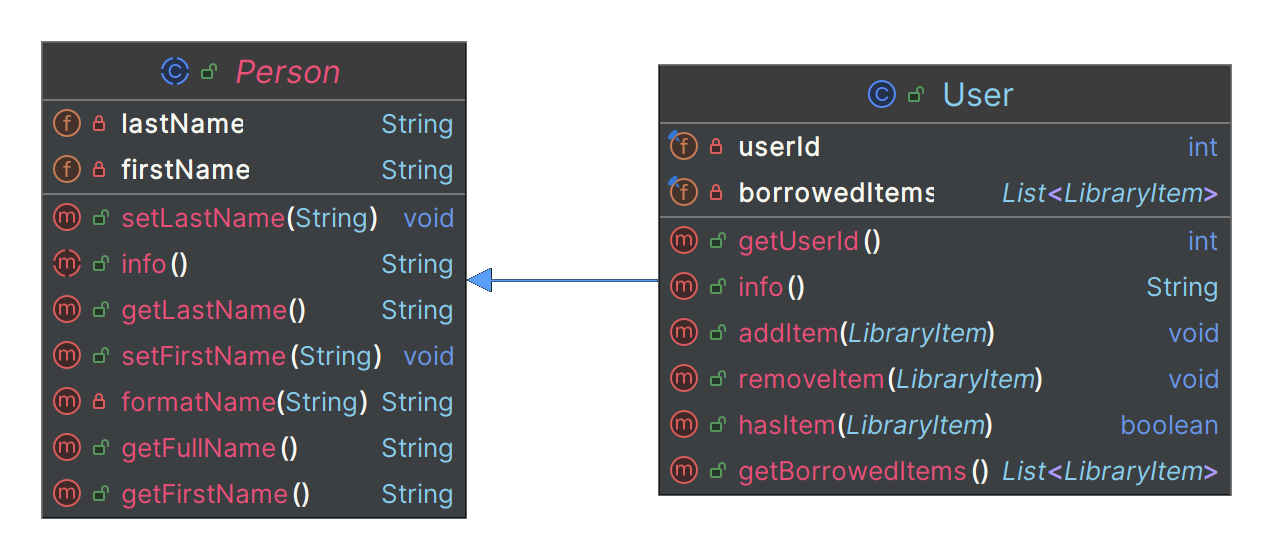 Person
lastName String
firstName String
setLastName(String) void
info() String
getLastName() String
setFirstName(String) void
formatName(String) String
getFullName() String
getFirstName() String
User
userId int
borrowedItems List<LibraryItem>
getUserId() int
info() String
addItem(LibraryItem) void
removeItem(LibraryItem) void
hasItem(LibraryItem) boolean
getBorrowedItems() List<LibraryItem>